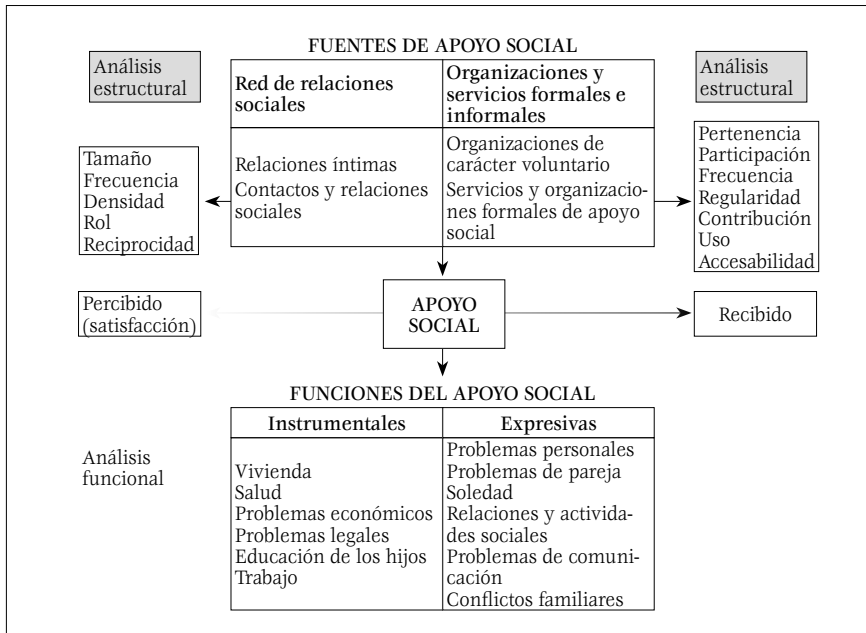 FUENTES DE APOYO SOCIAL
Análisis
estructural
Red de relaciones
sociales
Organizaciones y
servicios formales e
informales
Análisis
estructural
Tamaño
Frecuencia
Densidad
Rol
Reciprocidad
Relaciones íntimas
Contactos y relaciones
sociales
Organizaciones de
carácter voluntario
Servicios y organizacio-
nes formales de apoyo
social
Pertenencia
Participación
Frecuencia
Regularidad
Contribución
Uso
Accesabilidad
Percibido
(satisfacción)
APOYO
SOCIAL
Recibido
FUNCIONES DEL APOYO SOCIAL
Instrumentales
Expresivas
Análisis
funcional
Vivienda
Salud
Problemas económicos
Problemas legales
Educación de los hijos
Trabajo
Problemas personales
Problemas de pareja
Soledad
Relaciones y activida-
des sociales
Problemas de comuni-
cación
Conflictos familiares